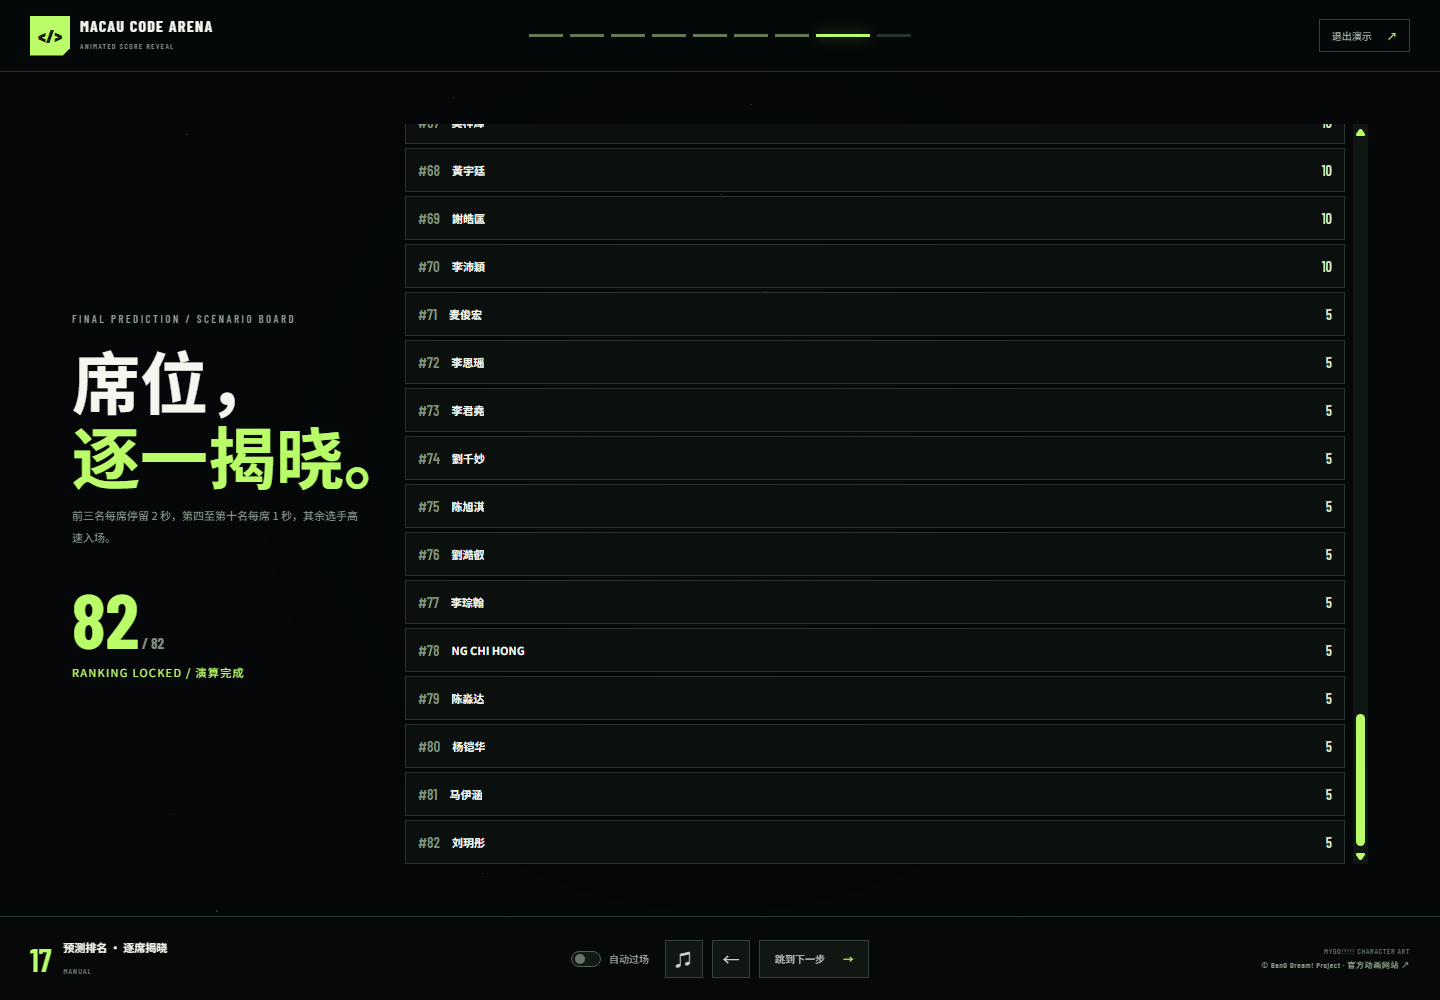 </>
MACAU CODE ARENA
ANIMATED SCORE REVEAL
退出演示 ↗
FINAL PREDICTION / SCENARIO BOARD
席位，
逐一揭晓。
前三名每席停留 2 秒，第四至第十名每席 1 秒，其余选手高
速入场。
82 / 82
RANKING LOCKED / 演算完成
#68 黃宇廷 10
#69 謝皓匡 10
#70 李沛穎 10
#71 麦俊宏 5
#72 李思瑶 5
#73 李君堯 5
#74 劉千妙 5
#75 陈旭淇 5
#76 劉澔叡 5
#77 李琮翰 5
#78 NG CHI HONG 5
#79 陈淼达 5
#80 杨铠华 5
#81 马伊涵 5
#82 刘玥彤 5
17
预测排名 · 逐席揭晓
MANUAL
自动过场
跳到下一步 →
MYGO!!!!! CHARACTER ART
© BanG Dream! Project · 官方动画网站 ↗